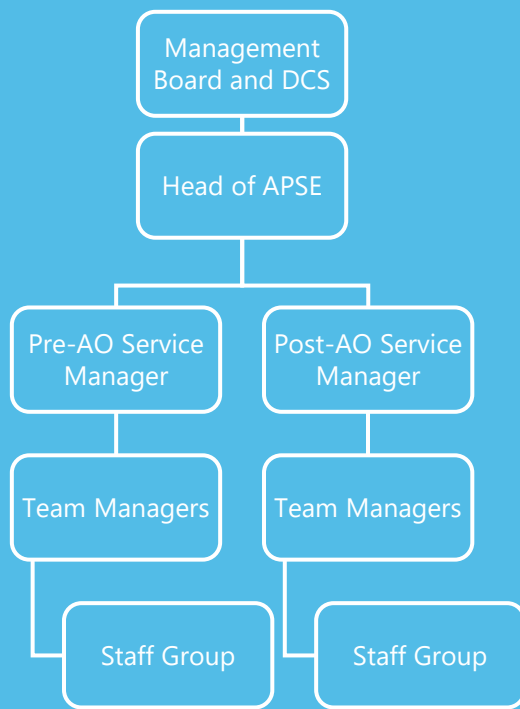 Management
Board and DCS
Head of APSE
Pre-AO Service
Manager
Post-AO Service
Manager
Team Managers
Team Managers
Staff Group
Staff Group